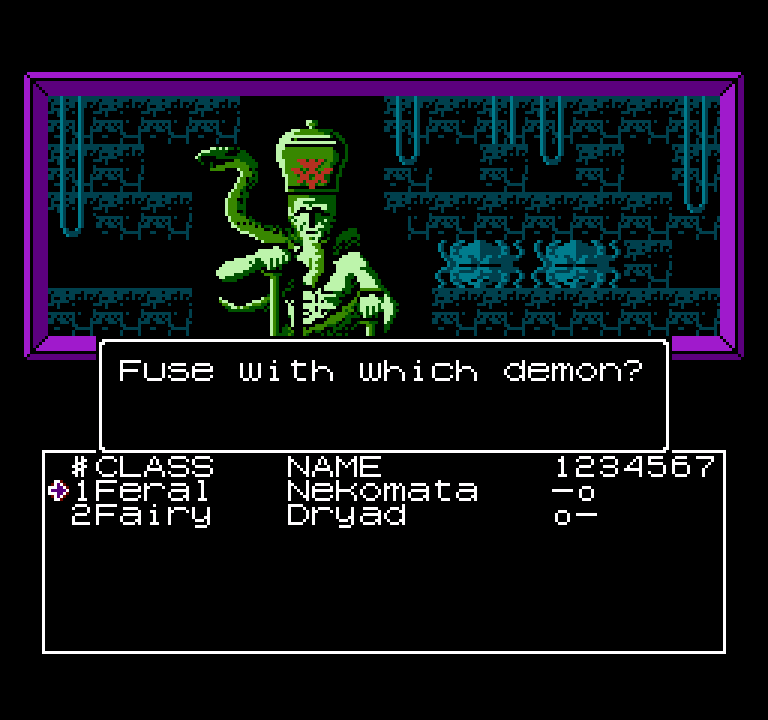 Fuse with which demon?
#CLASS NAME 1234567
1Feral Nekomata -o
2Fairy Dryad o-